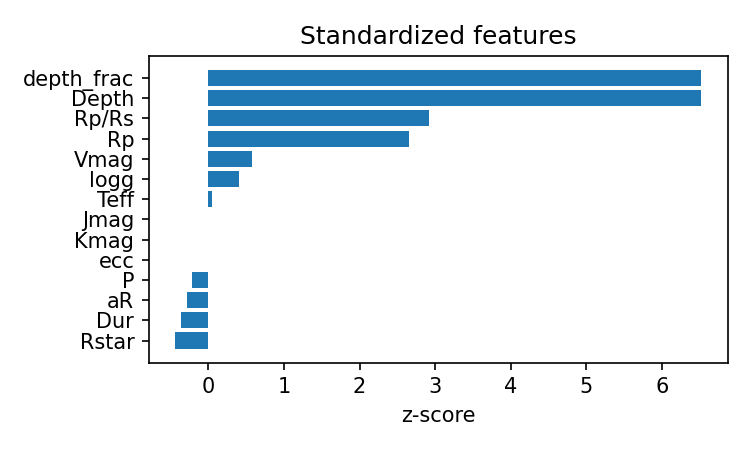 Standardized features
depth_frac
Depth
Rp/Rs
Rp
Vmag
logg
Teff
Jmag
Kmag
ecc
P
aR
Dur
Rstar
0 1 2 3 4 5 6
z-score